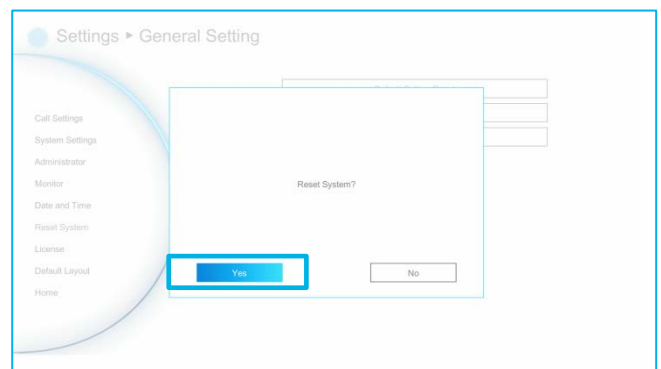 Settings ▸ General Setting
Call Settings
System Settings
Administrator
Monitor
Date and Time
Reset System
License
Default Layout
Home
Reset System?
Yes
No